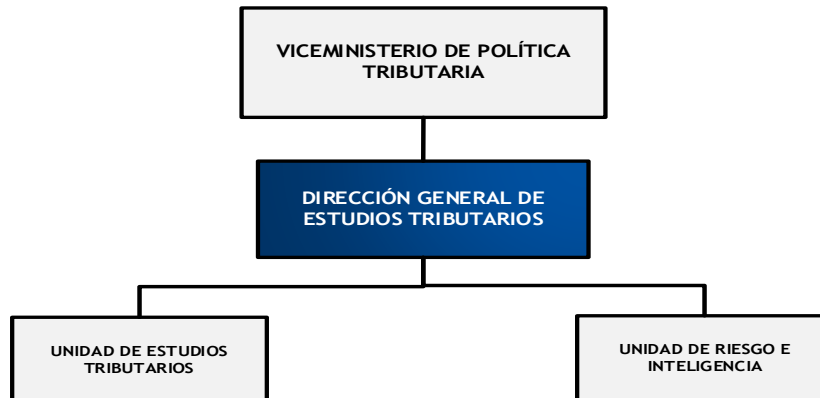 VICEMINISTERIO DE POLÍTICA
TRIBUTARIA
DIRECCIÓN GENERAL DE
ESTUDIOS TRIBUTARIOS
UNIDAD DE ESTUDIOS
TRIBUTARIOS
UNIDAD DE RIESGO E
INTELIGENCIA